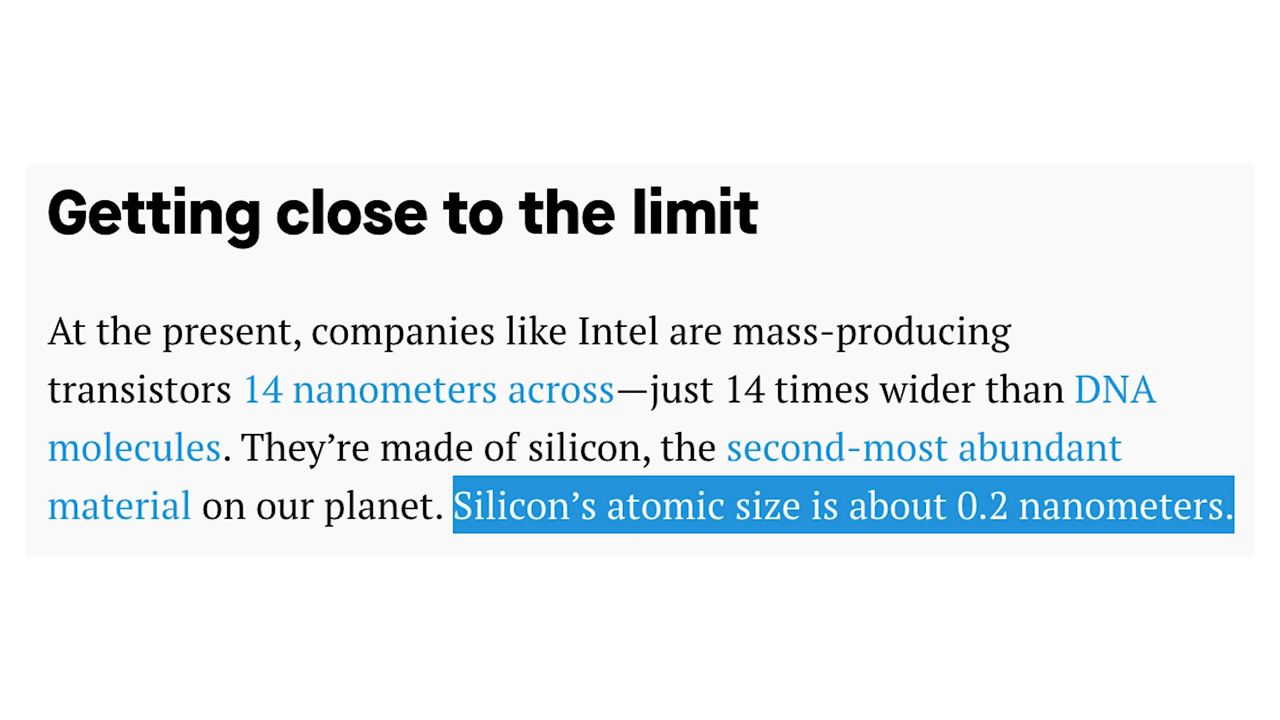 Getting close to the limit
At the present, companies like Intel are mass-producing
transistors 14 nanometers across—just 14 times wider than DNA
molecules. They’re made of silicon, the second-most abundant
material on our planet. Silicon’s atomic size is about 0.2 nanometers.